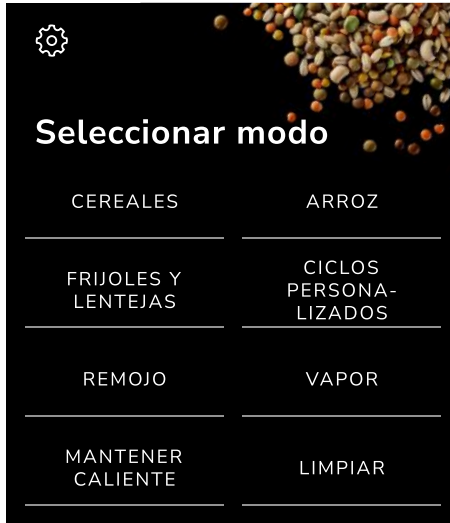 Seleccionar modo
CEREALES
ARROZ
FRIJOLES Y
LENTEJAS
CICLOS
PERSONA-
LIZADOS
REMOJO
VAPOR
MANTENER
CALIENTE
LIMPIAR